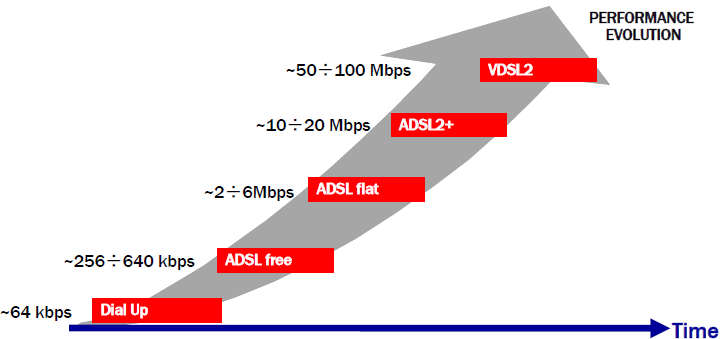 PERFORMANCE
EVOLUTION
~50÷100 Mbps
VDSL2
~10÷20 Mbps
ADSL2+
~2÷6Mbps
ADSL flat
~256÷640 kbps
ADSL free
~64 kbps
Dial Up
Time